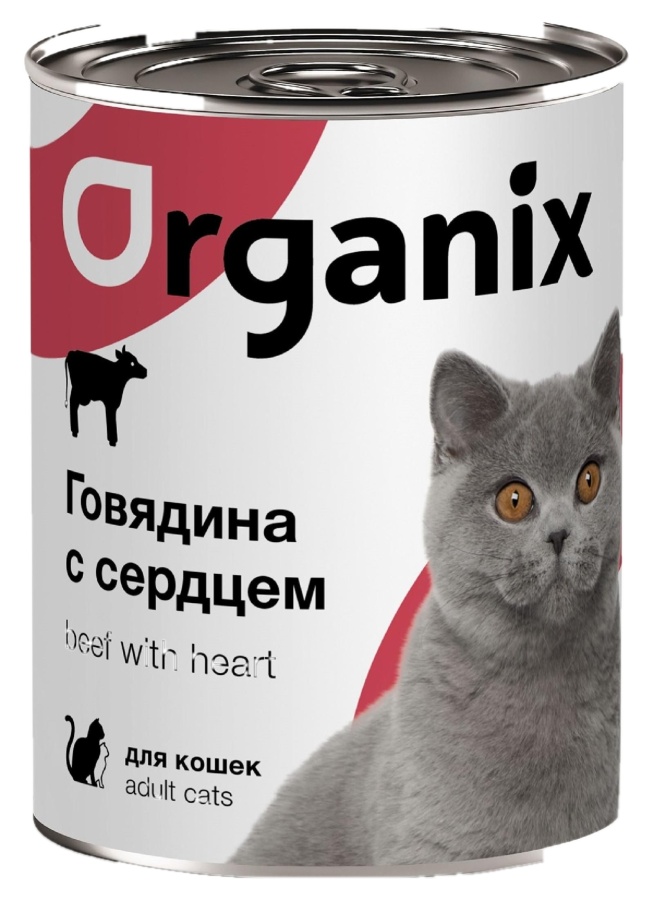 Organix
Говядина
с сердцем
beef with heart
для кошек
adult cats